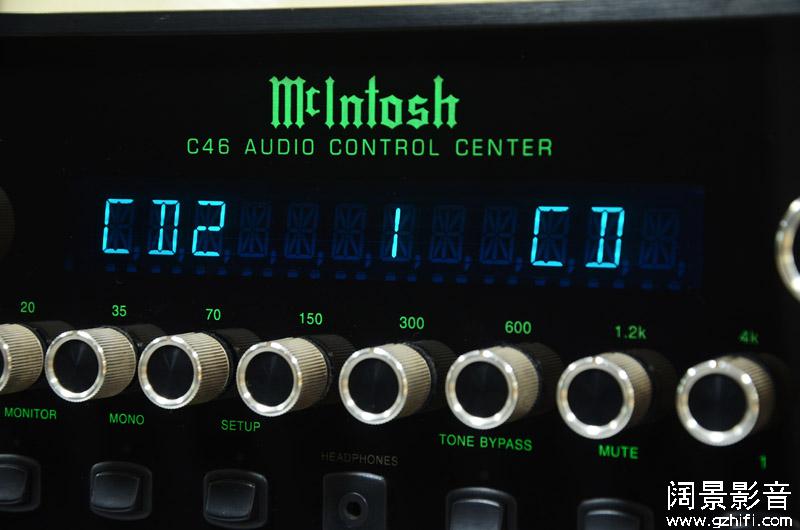 McIntosh
C46 AUDIO CONTROL CENTER
CD2 1 CD
20 35 70 150 300 600 1.2k 4k
MONITOR MONO SETUP HEADPHONES TONE BYPASS MUTE 1
阔景影音
www.gzhifi.com